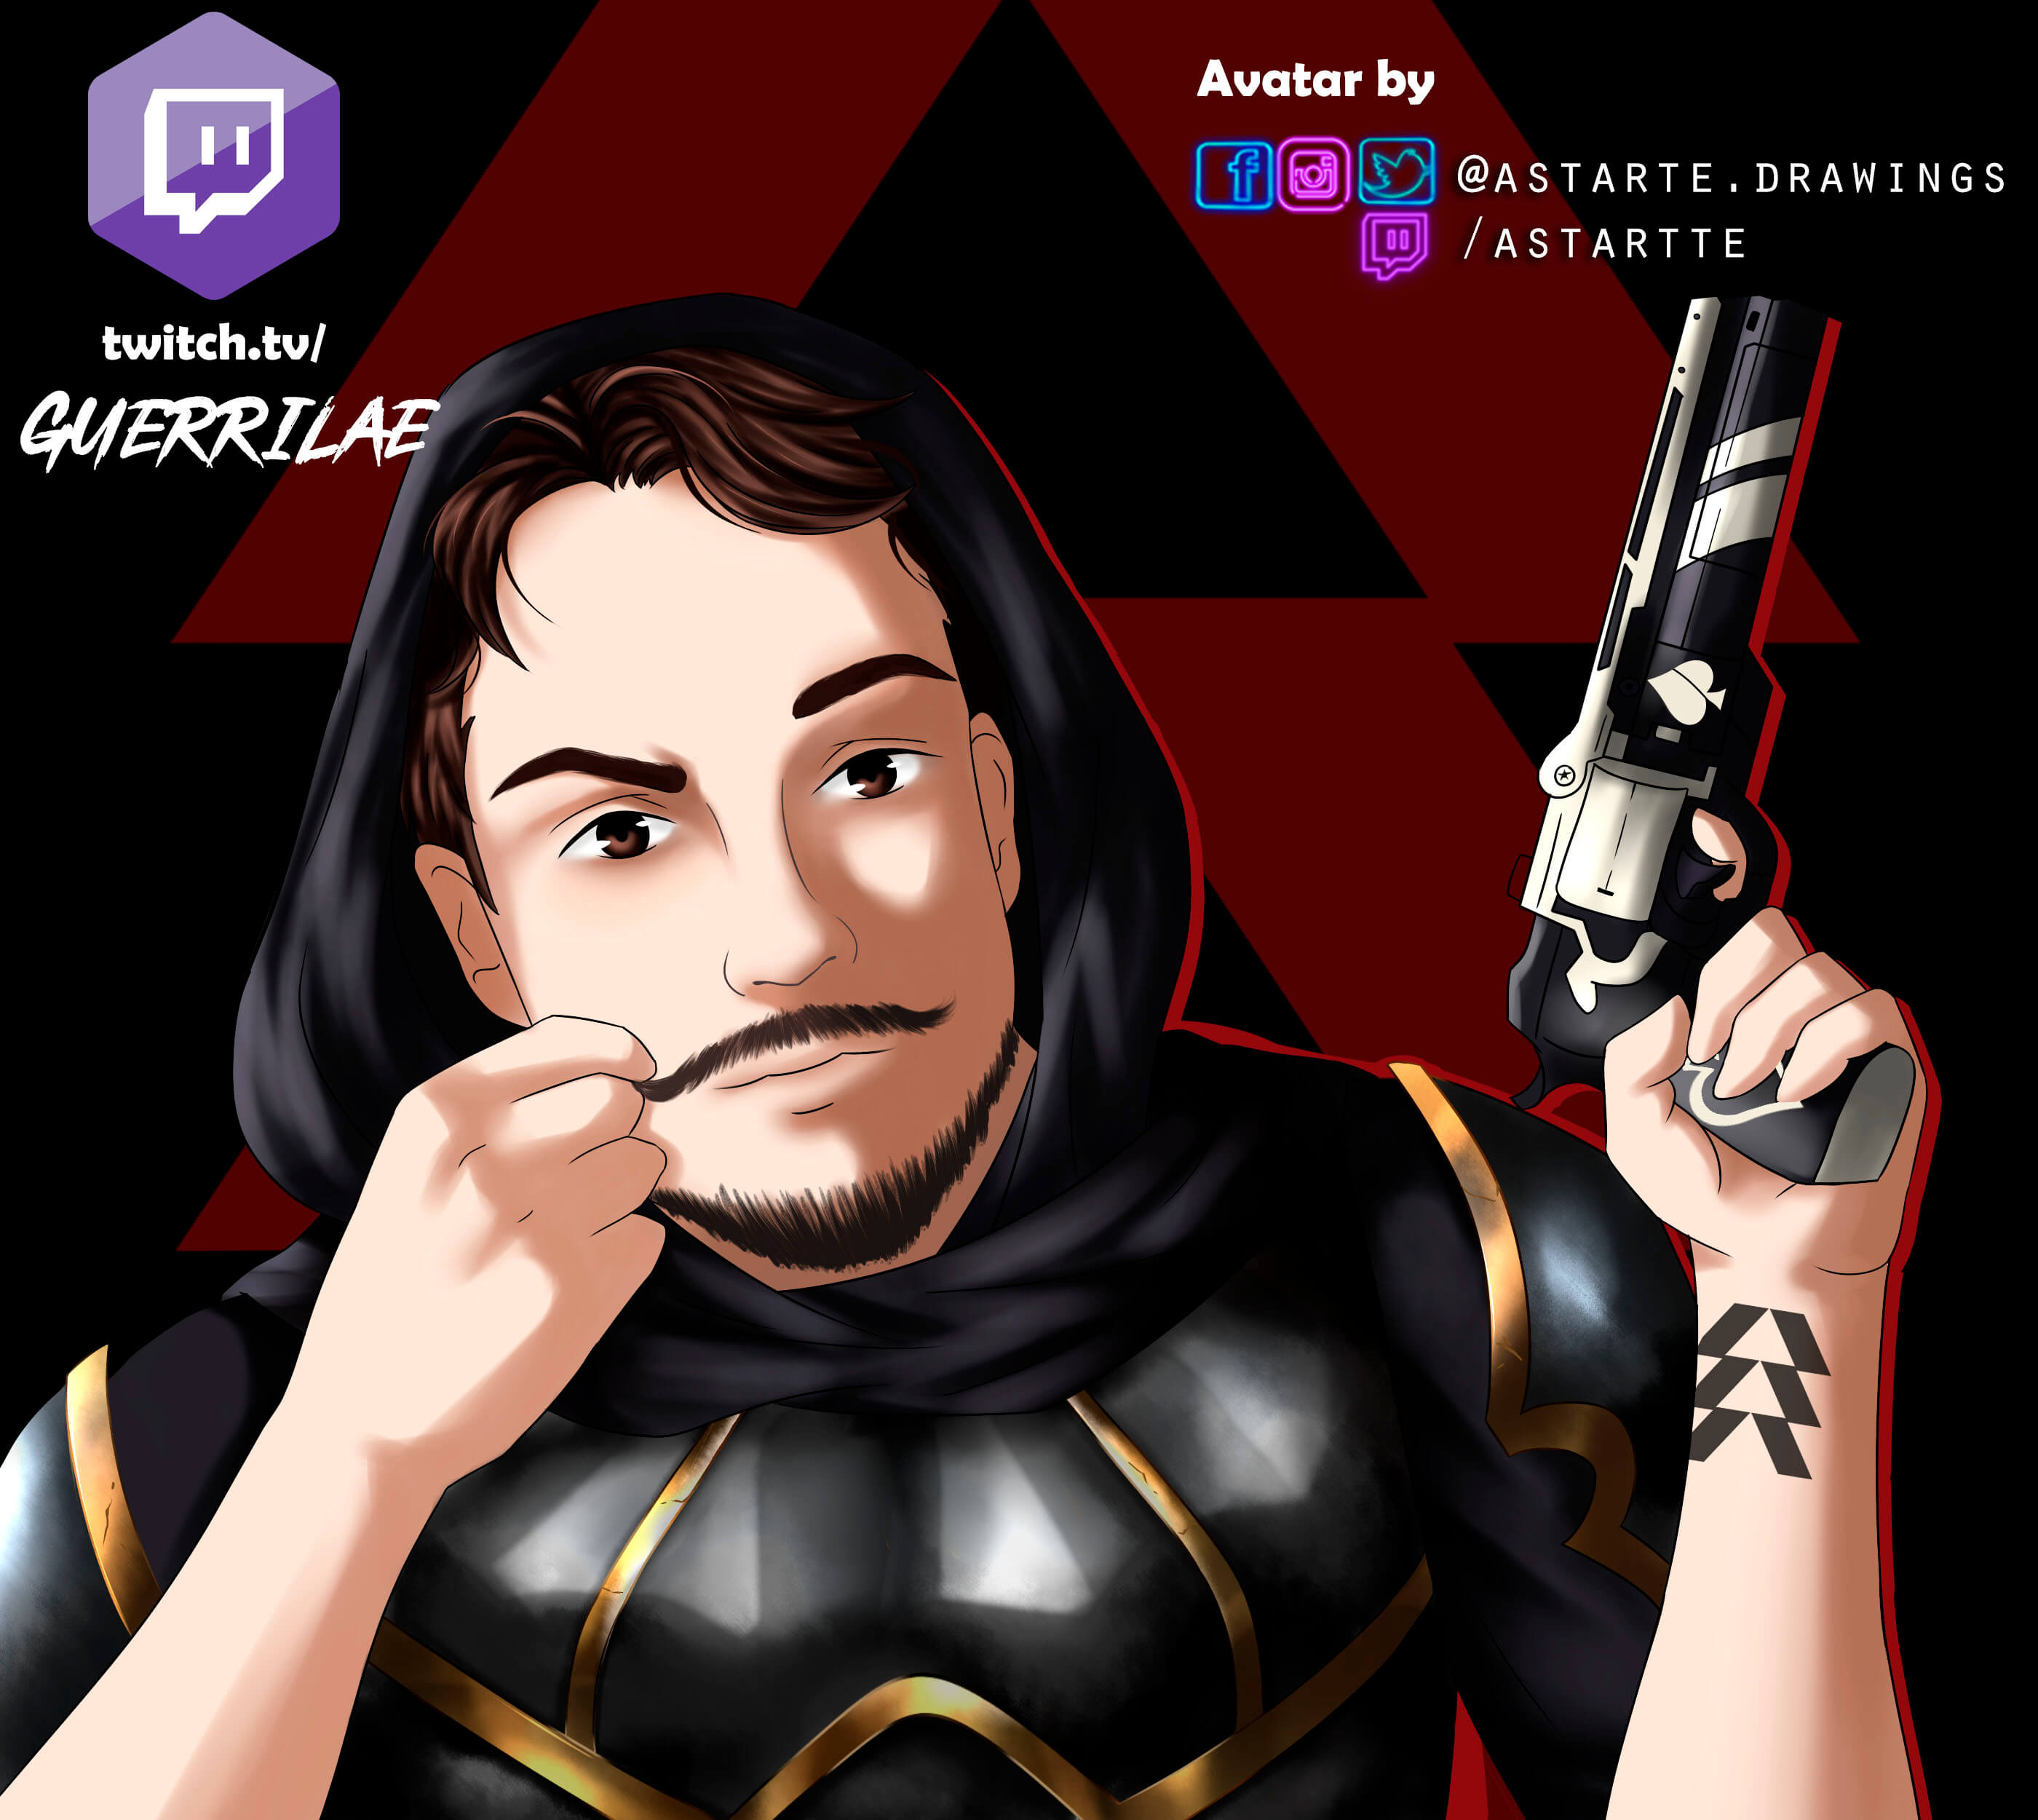 twitch.tv/
GUERRILAE
Avatar by
@ASTARTE.DRAWINGS
/ASTARTTE